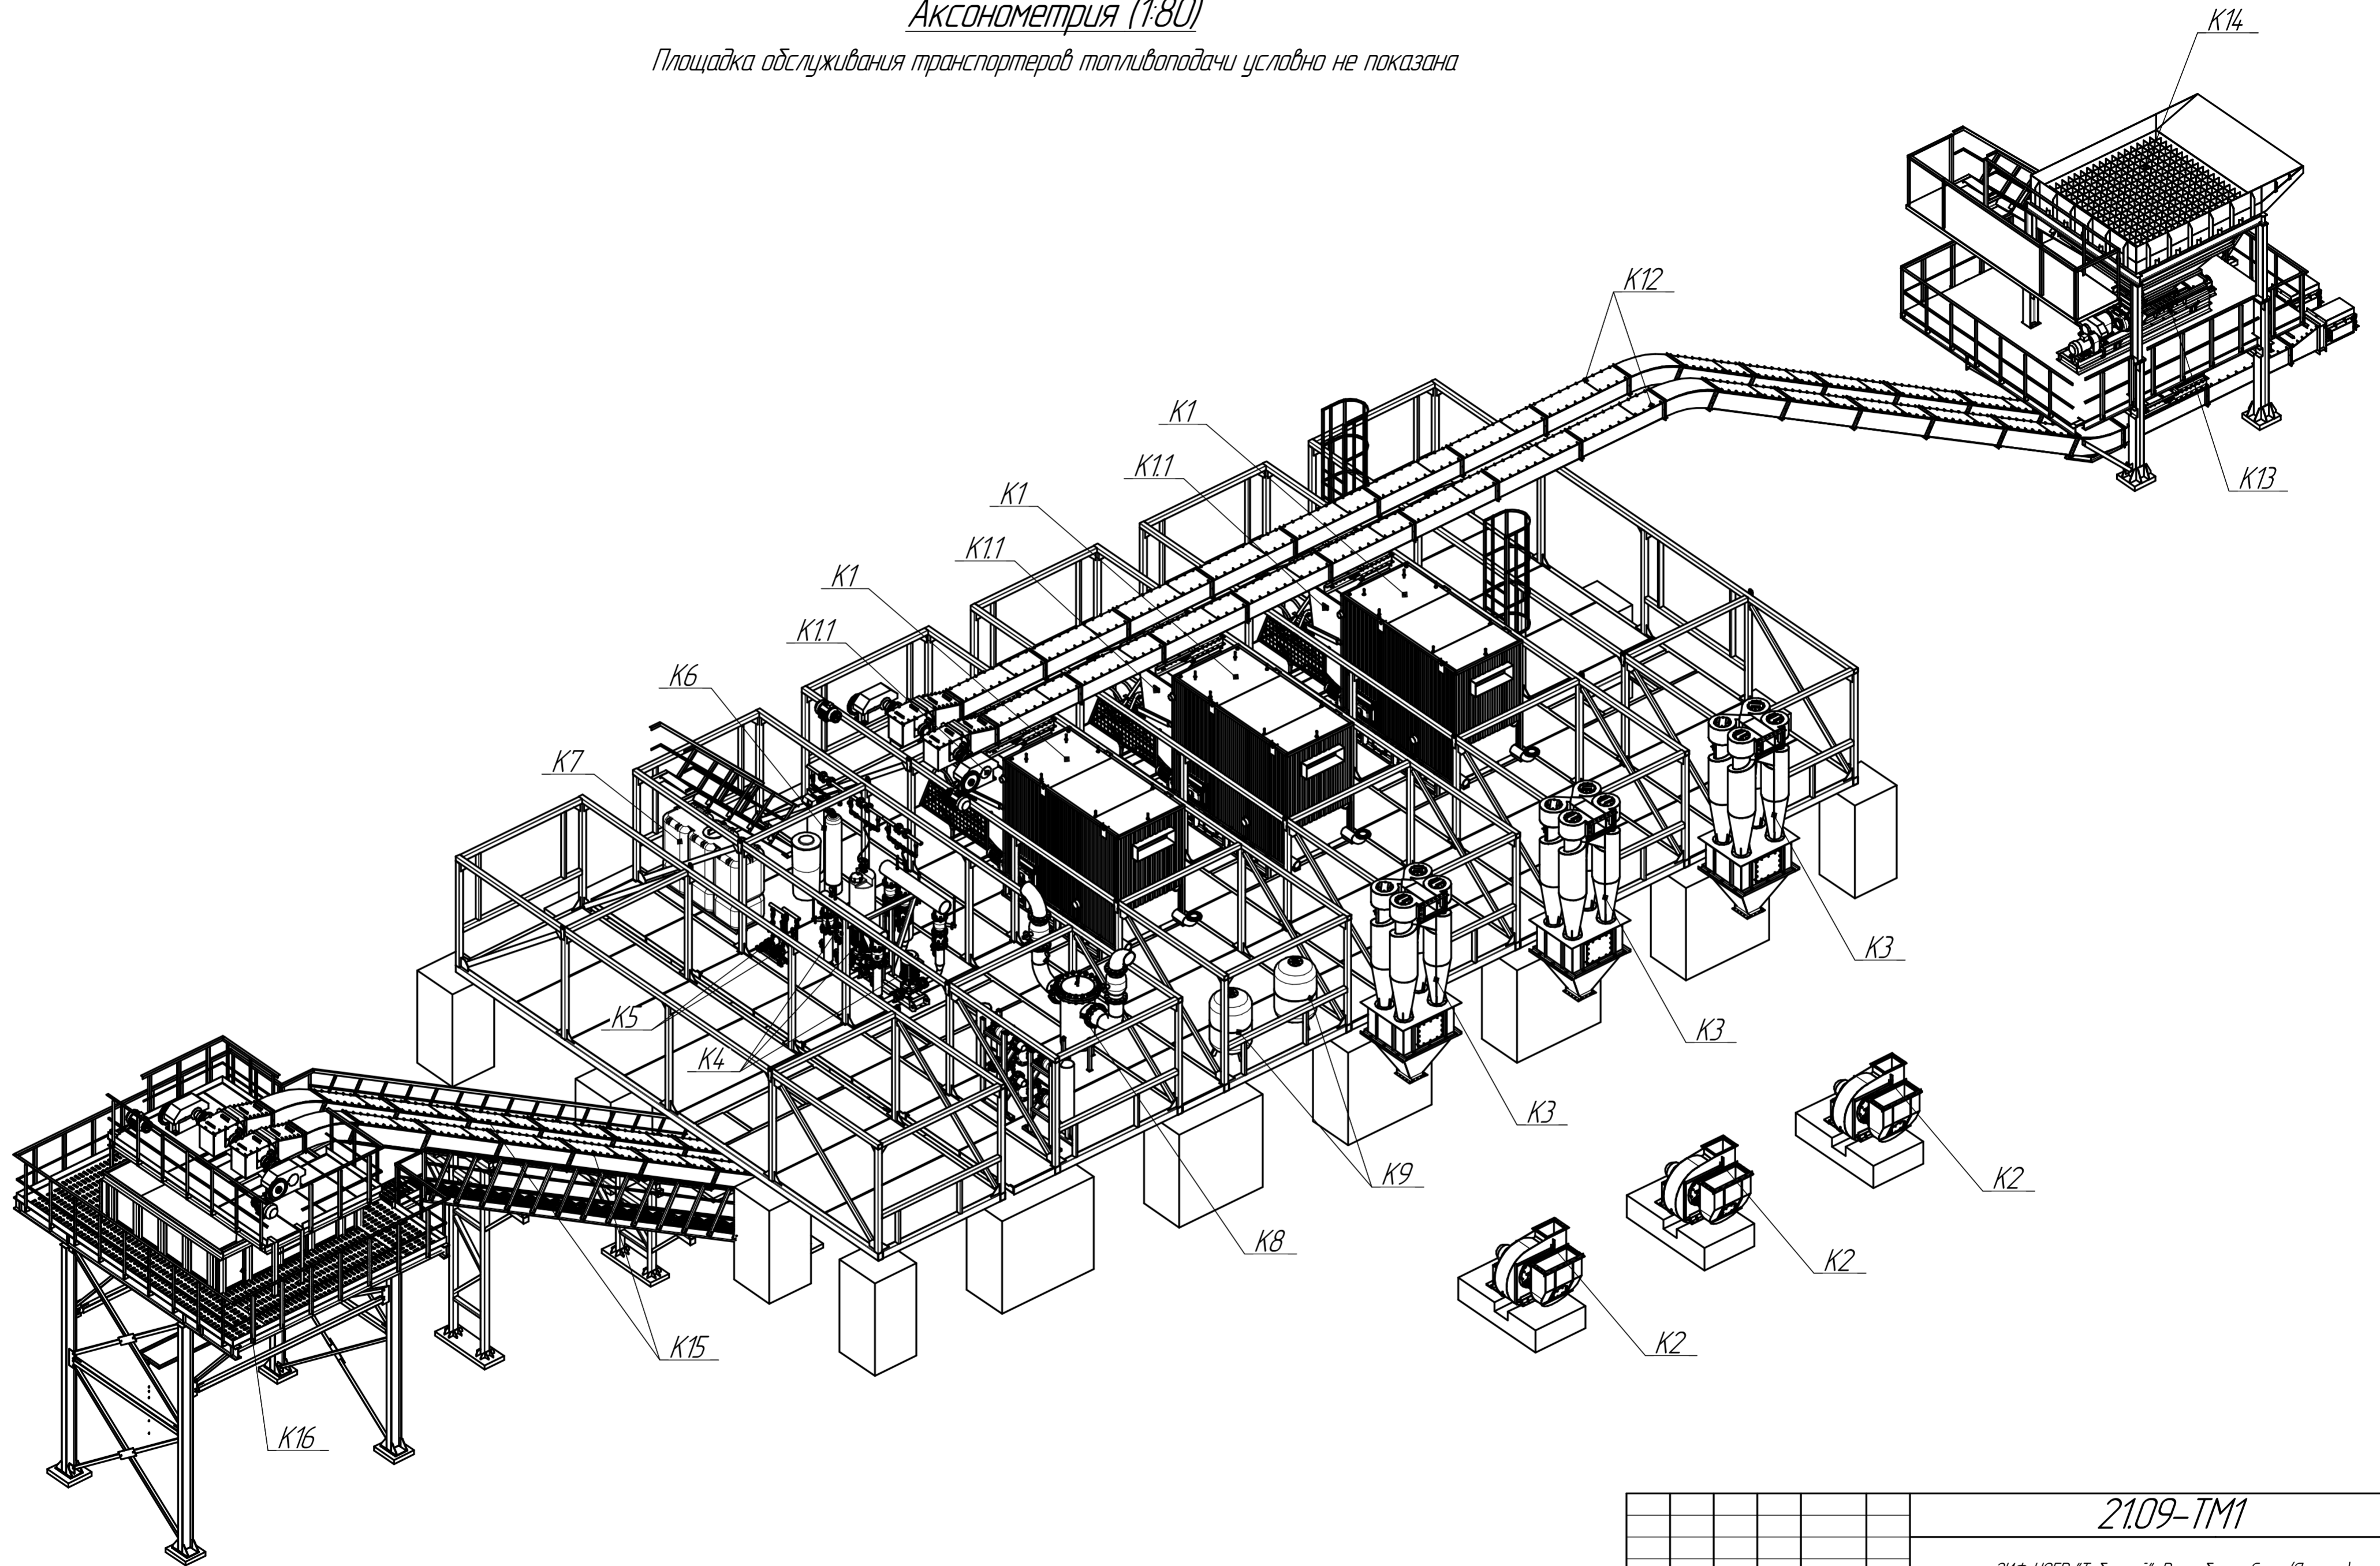 Аксонометрия (1:80)
Площадка обслуживания транспортеров топливоподачи условно не показана
К14
К12
К13
К1
К1.1
К1
К1.1
К1
К1.1
К6
К7
К5
К4
К3
К3
К3
К9
К8
К2
К2
К2
К15
К16
21.09-ТМ1